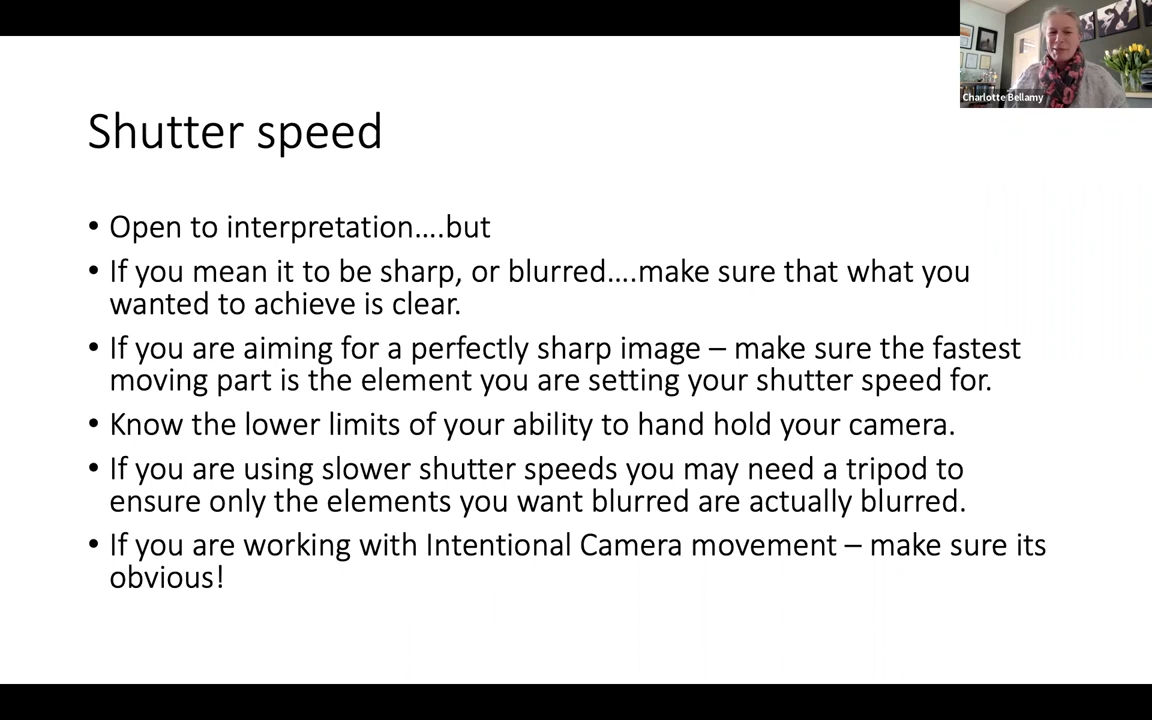 Charlotte Bellamy
Shutter speed
• Open to interpretation....but
• If you mean it to be sharp, or blurred....make sure that what you
wanted to achieve is clear.
• If you are aiming for a perfectly sharp image – make sure the fastest
moving part is the element you are setting your shutter speed for.
• Know the lower limits of your ability to hand hold your camera.
• If you are using slower shutter speeds you may need a tripod to
ensure only the elements you want blurred are actually blurred.
• If you are working with Intentional Camera movement – make sure its
obvious!